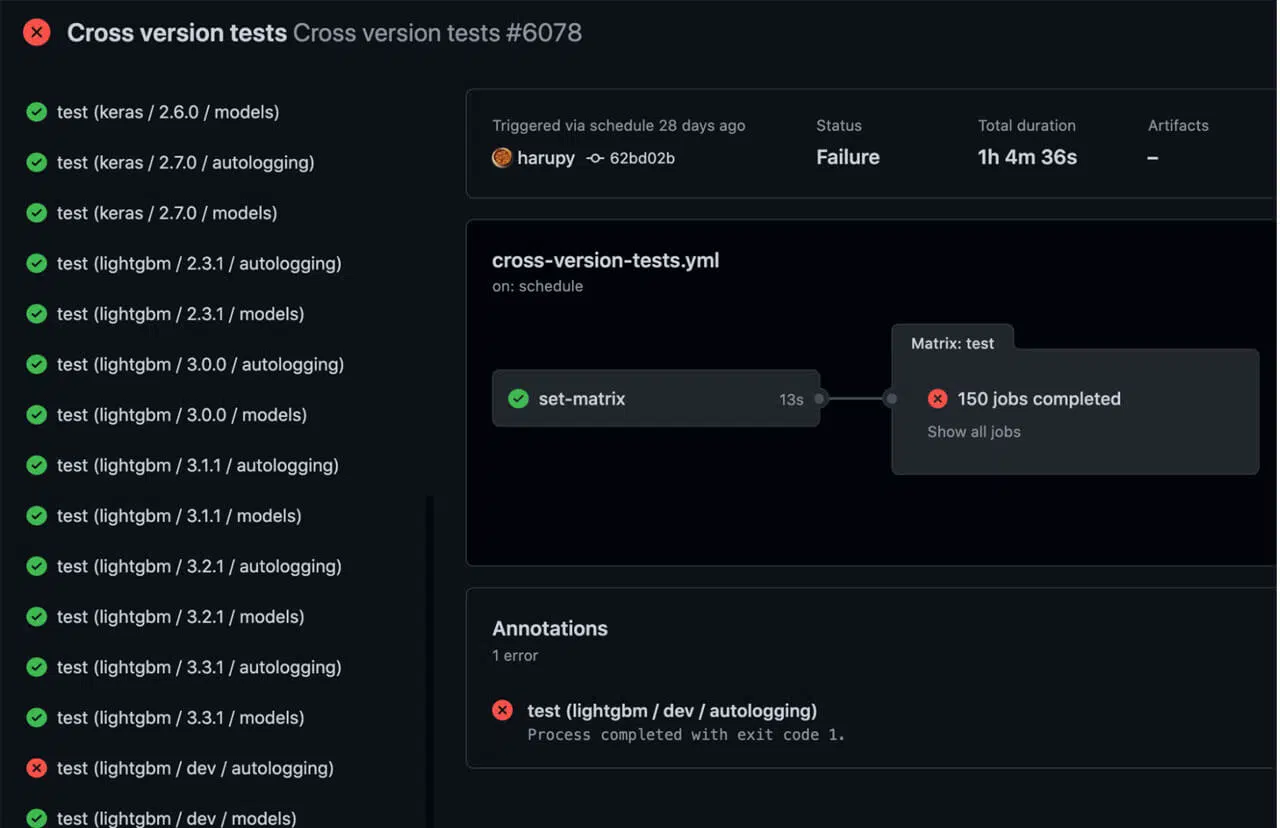 Cross version tests Cross version tests #6078
test (keras / 2.6.0 / models)
test (keras / 2.7.0 / autologging)
test (keras / 2.7.0 / models)
test (lightgbm / 2.3.1 / autologging)
test (lightgbm / 2.3.1 / models)
test (lightgbm / 3.0.0 / autologging)
test (lightgbm / 3.0.0 / models)
test (lightgbm / 3.1.1 / autologging)
test (lightgbm / 3.1.1 / models)
test (lightgbm / 3.2.1 / autologging)
test (lightgbm / 3.2.1 / models)
test (lightgbm / 3.3.1 / autologging)
test (lightgbm / 3.3.1 / models)
test (lightgbm / dev / autologging)
test (lightgbm / dev / models)
Triggered via schedule 28 days ago
harupy 62bd02b
Status
Failure
Total duration
1h 4m 36s
Artifacts
–
cross-version-tests.yml
on: schedule
set-matrix 13s
Matrix: test
150 jobs completed
Show all jobs
Annotations
1 error
test (lightgbm / dev / autologging)
Process completed with exit code 1.